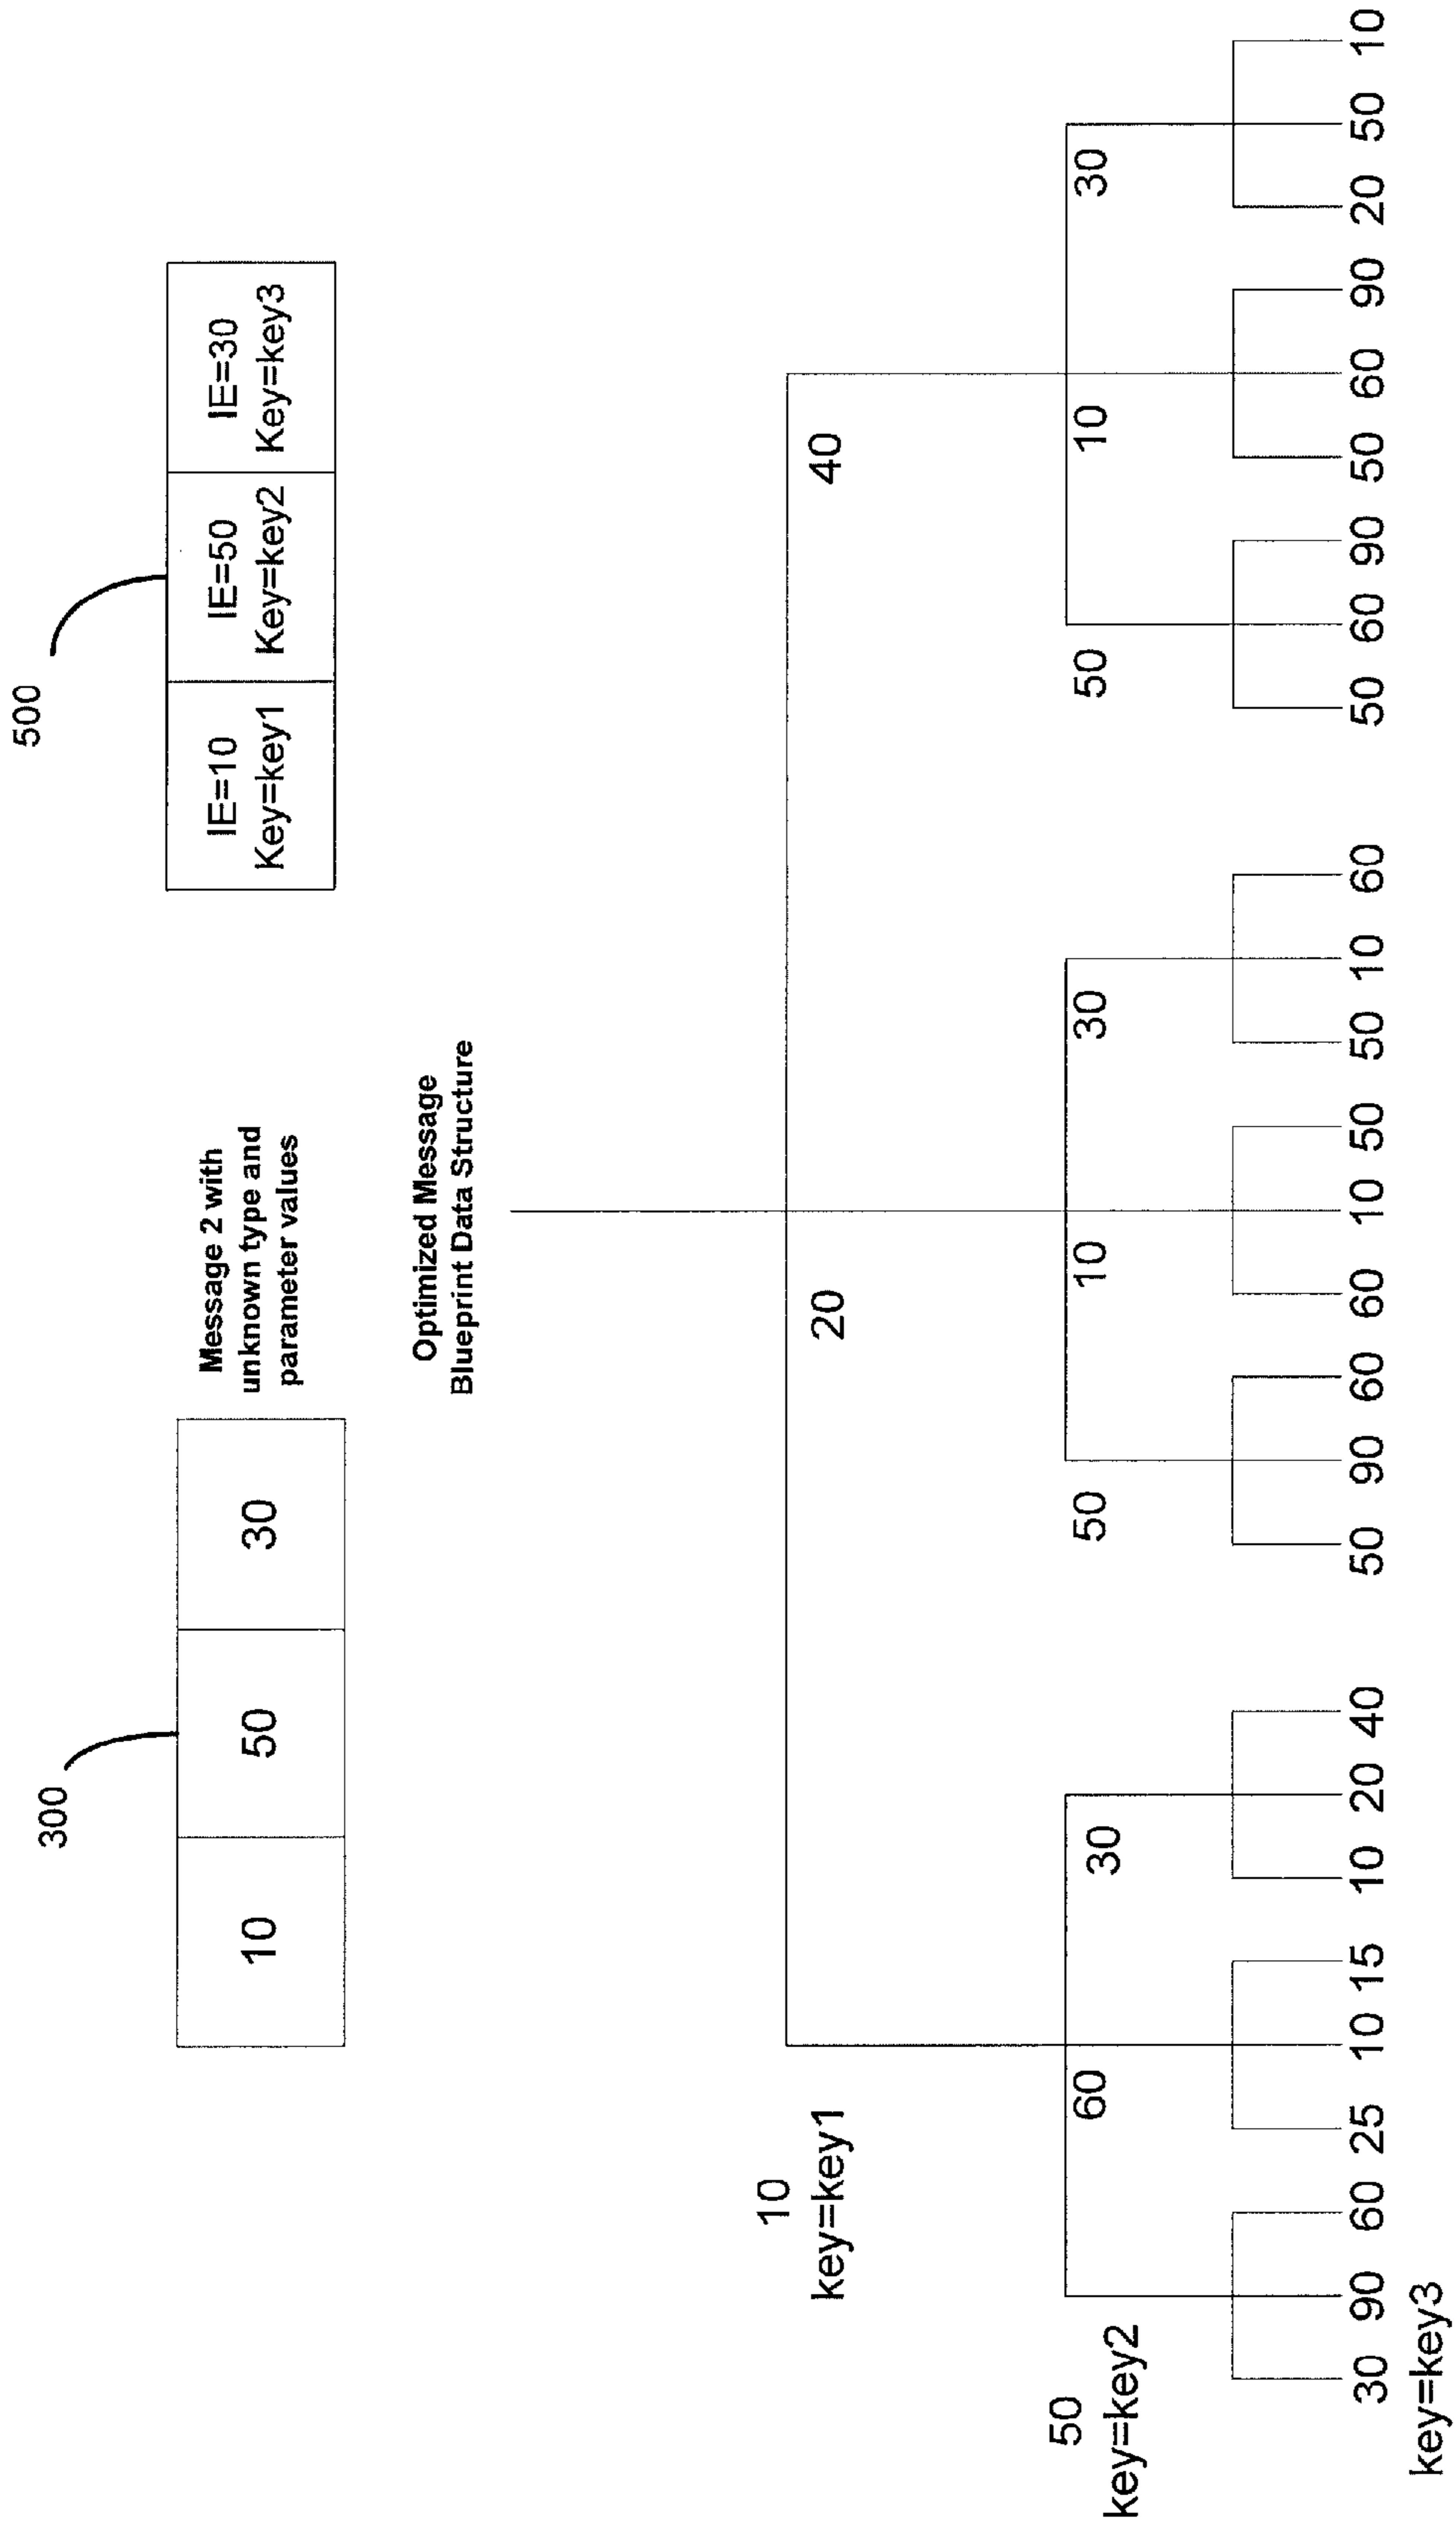 300
500
10 50 30
Message 2 with
unknown type and
parameter values
IE=10
Key=key1
IE=50
Key=key2
IE=30
Key=key3
Optimized Message
Blueprint Data Structure
10
key=key1
20
40
50
key=key2
60
30
50
10
30
50
10
30
30 90 60 25 10 15 10 20 40 50 90 60 60 10 50 50 10 60 50 60 90 50 60 90 20 50 10
key=key3